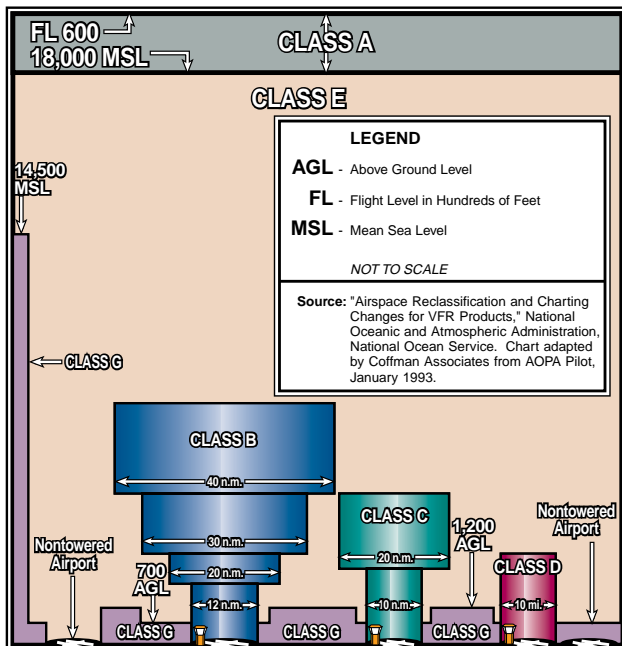 FL 600
18,000 MSL
CLASS A
CLASS E
14,500
MSL
LEGEND
AGL - Above Ground Level
FL - Flight Level in Hundreds of Feet
MSL - Mean Sea Level
NOT TO SCALE
Source: "Airspace Reclassification and Charting
Changes for VFR Products," National
Oceanic and Atmospheric Administration,
National Ocean Service. Chart adapted
by Coffman Associates from AOPA Pilot,
January 1993.
CLASS G
CLASS B
40 n.m.
30 n.m.
20 n.m.
12 n.m.
CLASS C
20 n.m.
10 n.m.
CLASS D
10 mi.
Nontowered
Airport
700
AGL
1,200
AGL
Nontowered
Airport
CLASS G
CLASS G
CLASS G